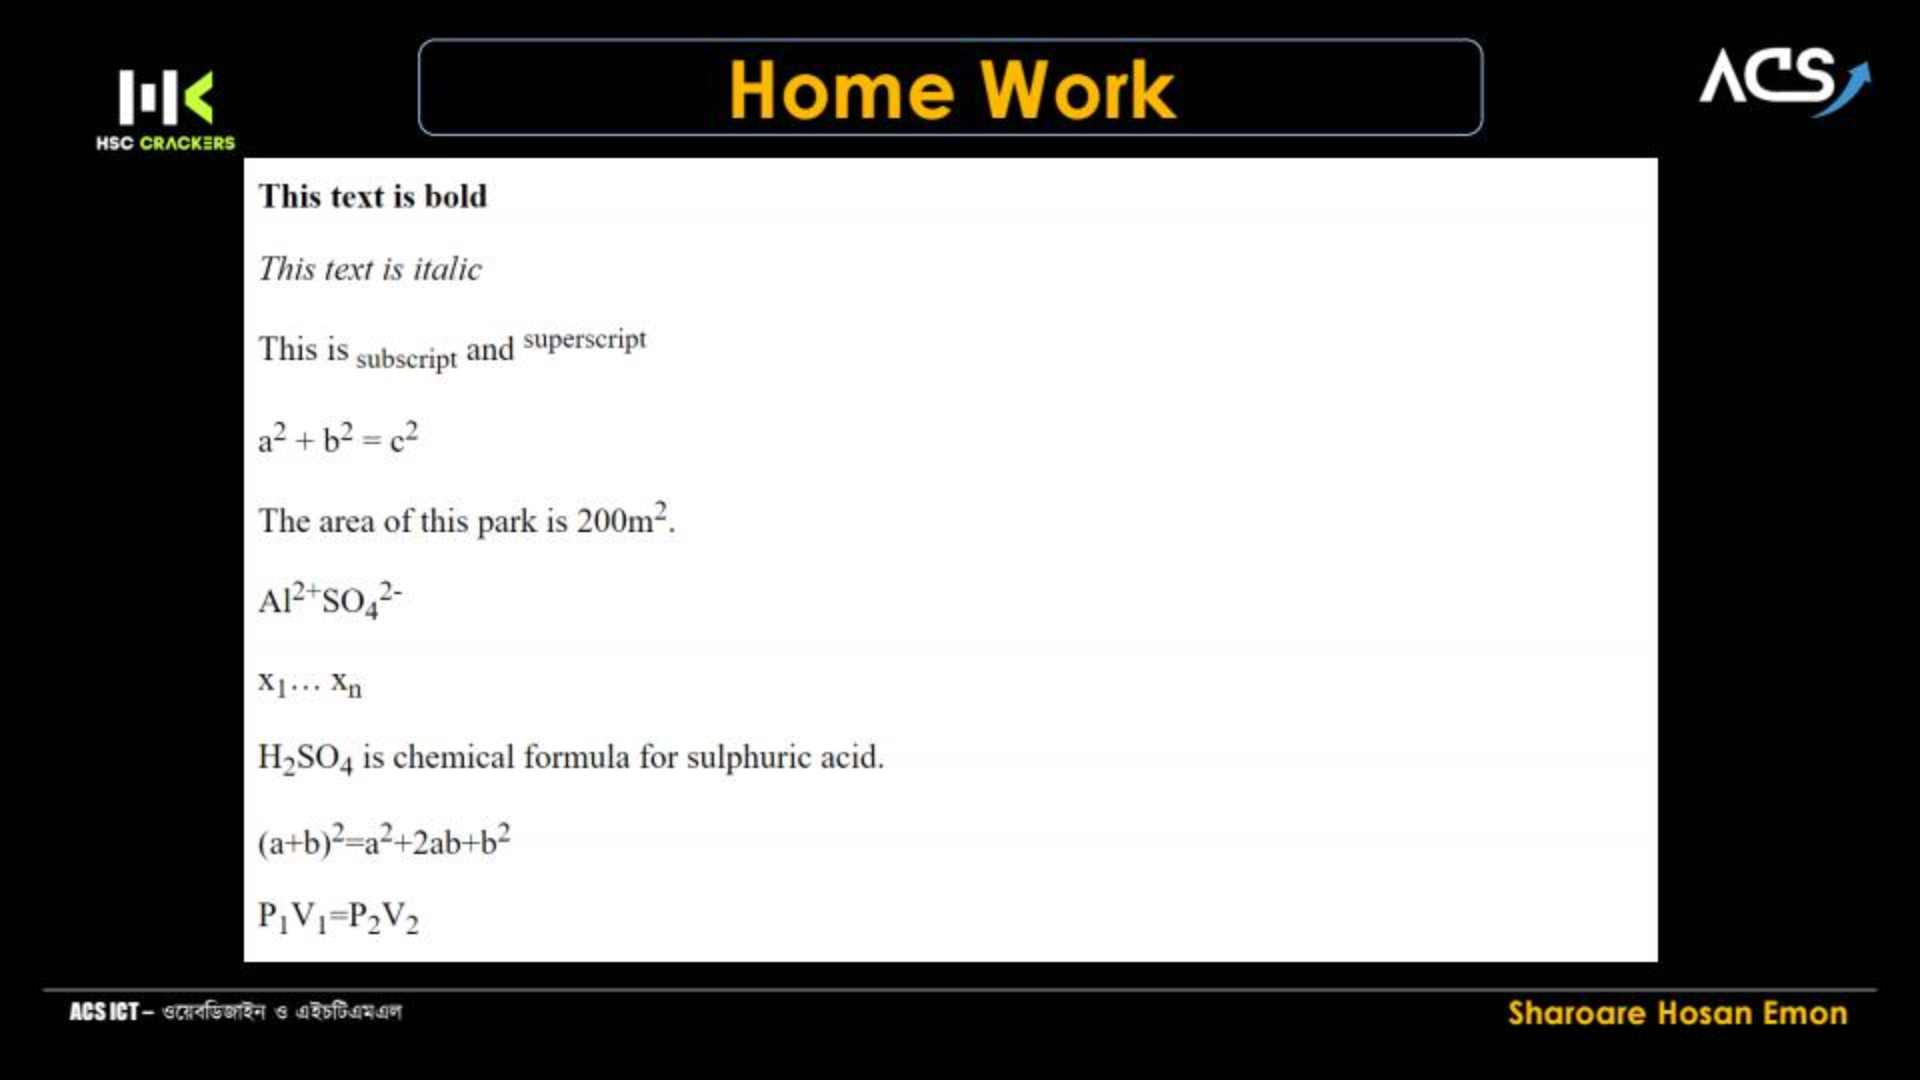 HSC CRACKERS
Home Work
ACS
This text is bold
This text is italic
This is subscript and superscript
a² + b² = c²
The area of this park is 200m².
Al²⁺SO₄²⁻
x₁… xₙ
H₂SO₄ is chemical formula for sulphuric acid.
(a+b)²=a²+2ab+b²
P₁V₁=P₂V₂
ACS ICT – ওয়েবডিজাইন ও এইচটিএমএল
Sharoare Hosan Emon